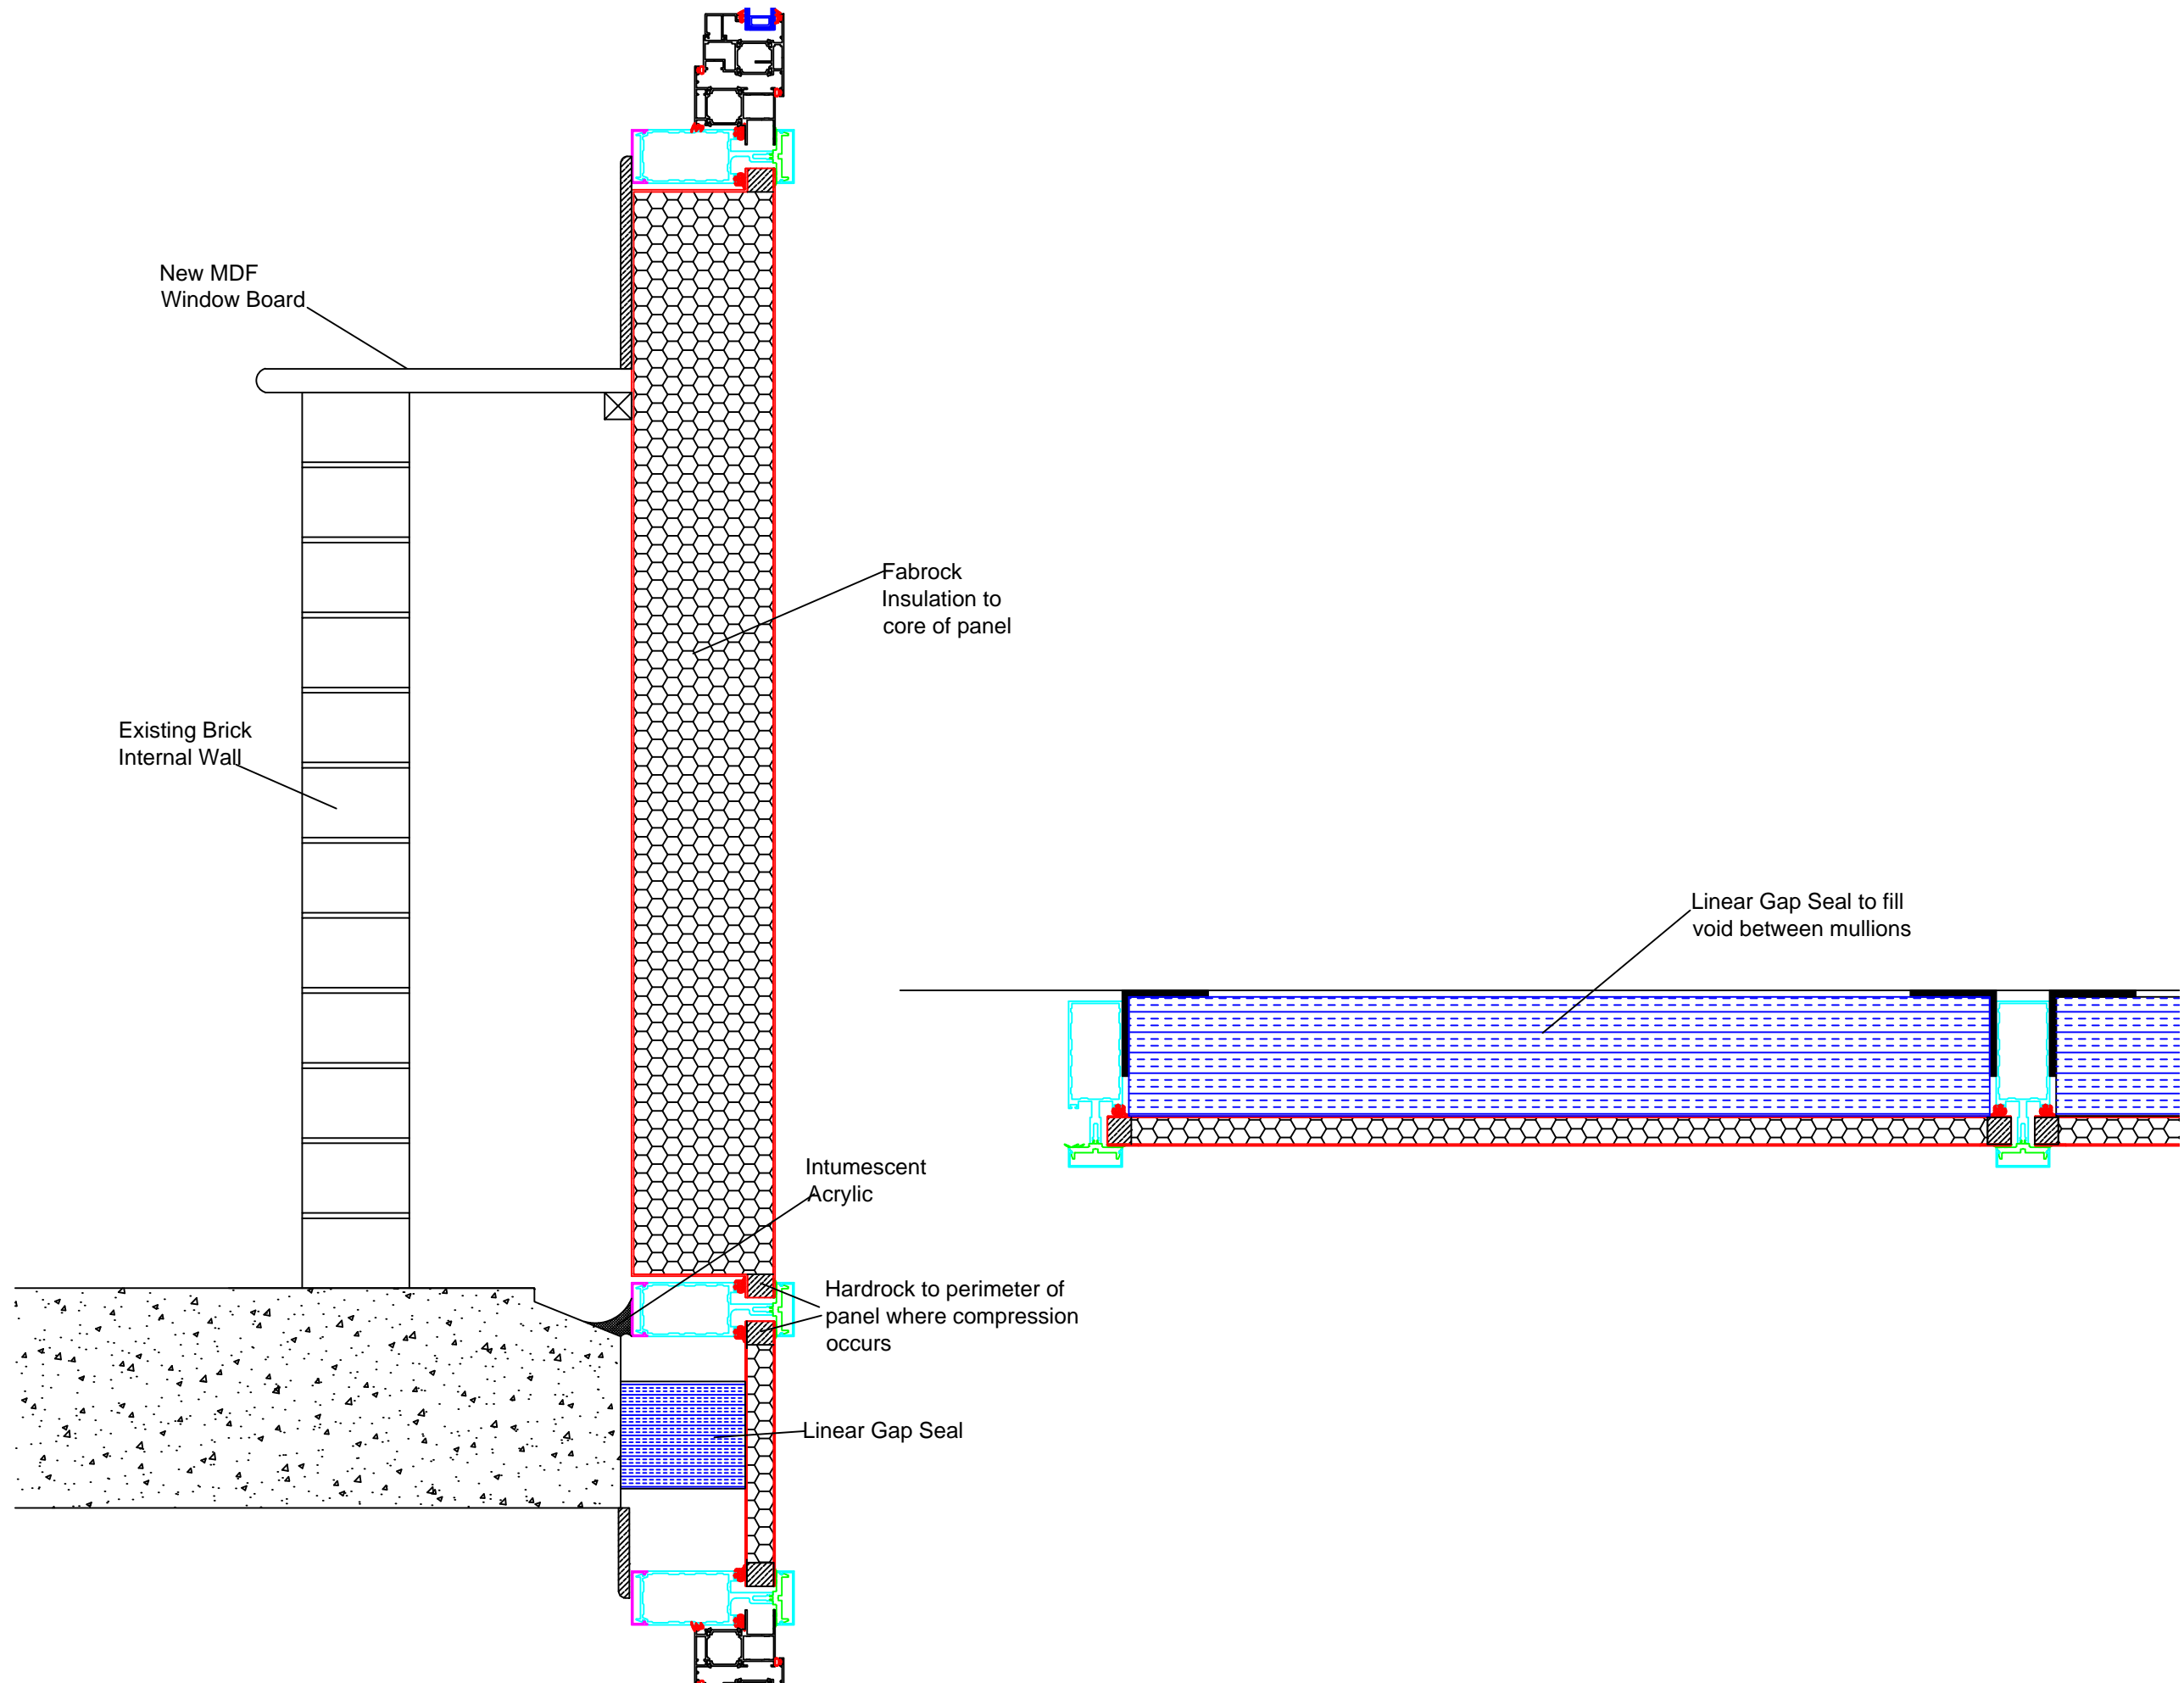 New MDF
Window Board
Fabrock
Insulation to
core of panel
Existing Brick
Internal Wall
Linear Gap Seal to fill
void between mullions
Intumescent
Acrylic
Hardrock to perimeter of
panel where compression
occurs
Linear Gap Seal